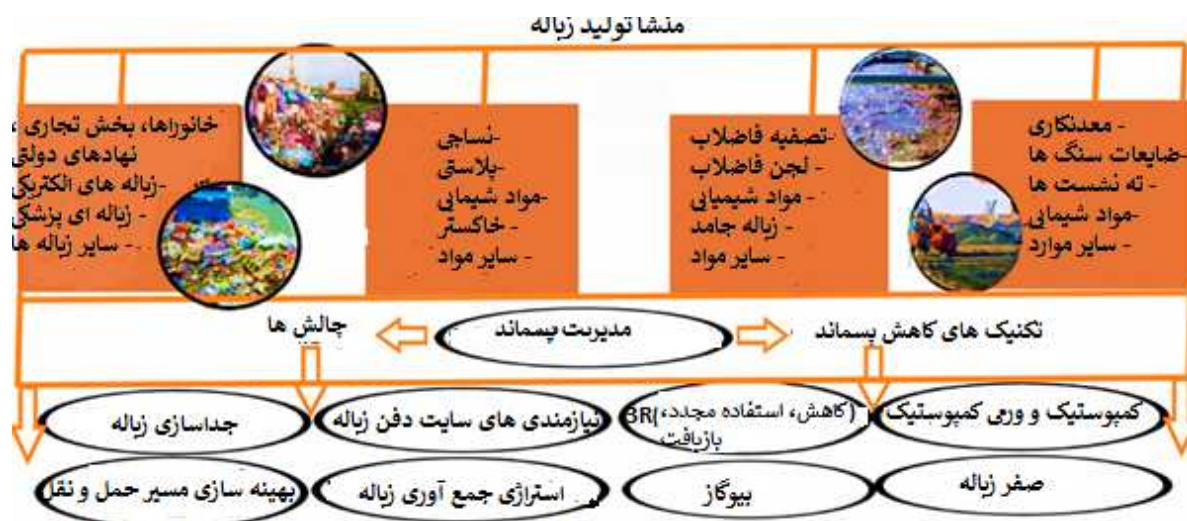 منشا تولید زباله
خانوراها، بخش تجاری ،
نهادهای دولتی
-زباله های الکتریکی
- زباله ای پزشکی
- سایر زباله ها
-نساجی
-پلاستی
-مواد شیمایی
- خاکستر
- سایر مواد
-تصفیه فاضلاب
- لجن فاضلاب
- مواد شیمیایی
- زباله جامد
- سایر مواد
- معدنکاری
-ضایعات سنگ ها
- ته نشست ها
-مواد شیمایی
- سایر موارد
چالش ها
مدیریت پسماند
تکنیک های کاهش پسماند
جداسازی زباله
نیازمندی های سایت دفن زباله
3R(کاهش، استفاده مجدد،
بازیافت)
کمپوستیک و ورمی کمپوستیک
بهینه سازی مسیر حمل و نقل
استراژی جمع آوری زباله
بیوگاز
صفر زباله